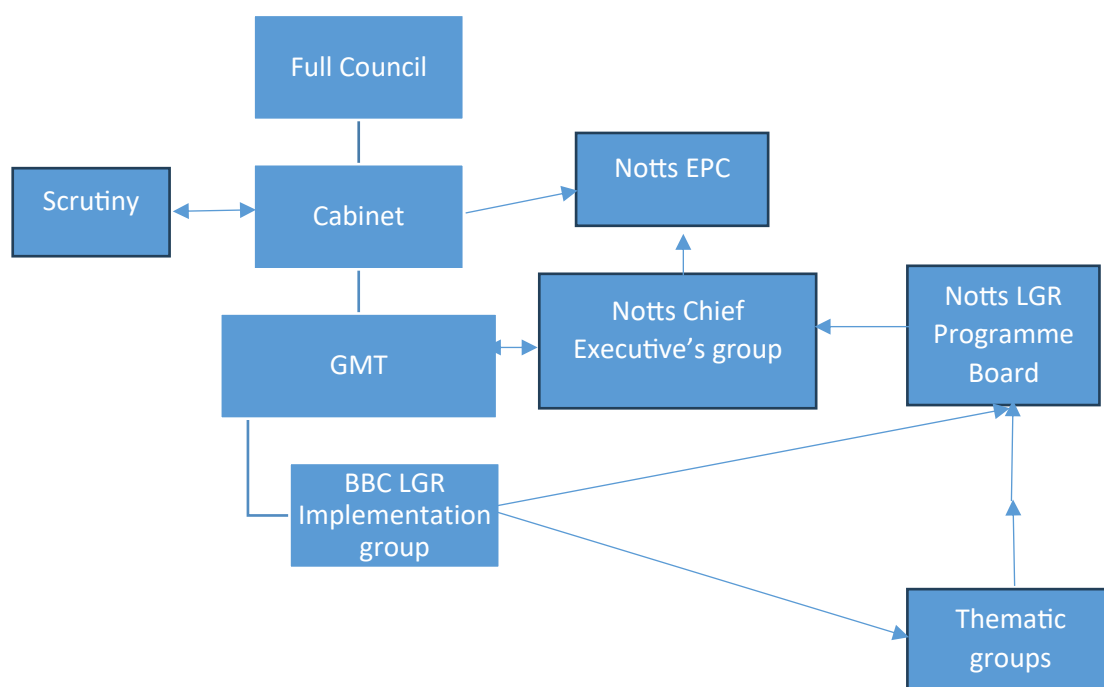 Full Council
Notts EPC
Scrutiny
Cabinet
Notts Chief
Executive’s group
Notts LGR
Programme
Board
GMT
BBC LGR
Implementation
group
Thematic
groups